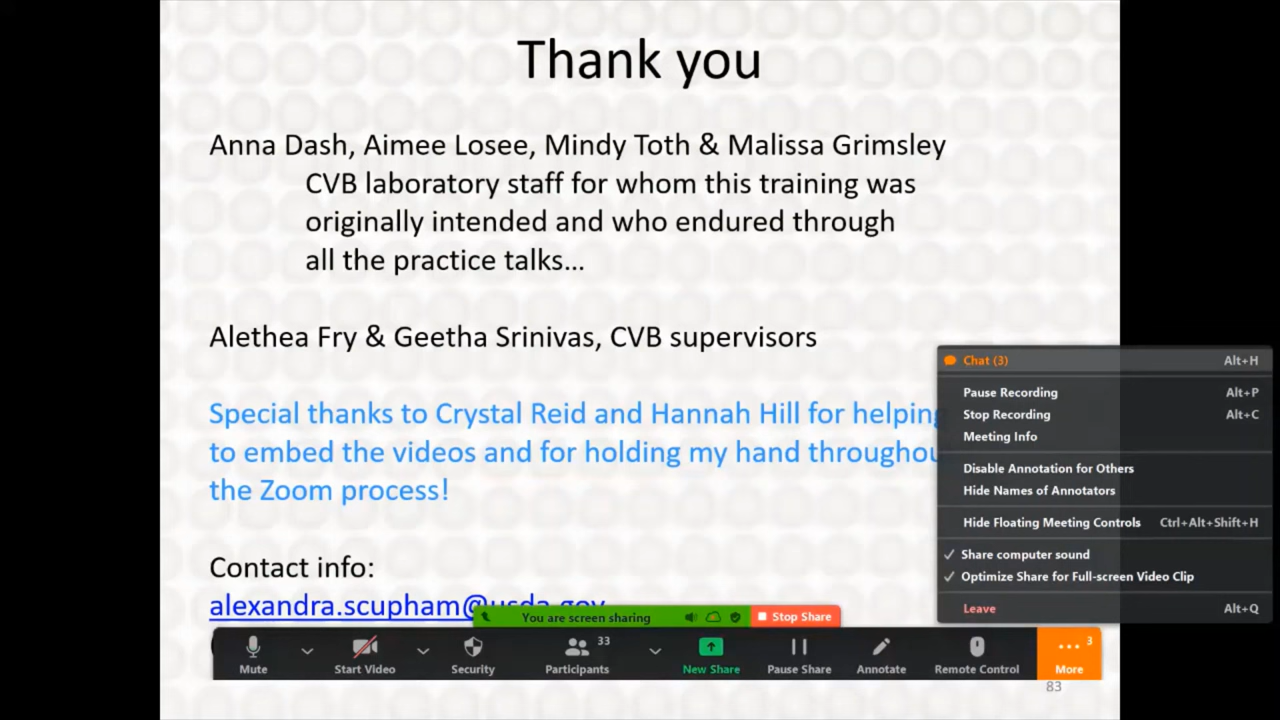 Thank you
Anna Dash, Aimee Losee, Mindy Toth & Malissa Grimsley
CVB laboratory staff for whom this training was
originally intended and who endured through
all the practice talks...
Alethea Fry & Geetha Srinivas, CVB supervisors
Special thanks to Crystal Reid and Hannah Hill for helping
to embed the videos and for holding my hand throughou
the Zoom process!
Contact info:
alexandra.scupham@usda.gov
Chat (3) Alt+H
Pause Recording Alt+P
Stop Recording Alt+C
Meeting Info
Disable Annotation for Others
Hide Names of Annotators
Hide Floating Meeting Controls Ctrl+Alt+Shift+H
Share computer sound
Optimize Share for Full-screen Video Clip
Leave Alt+Q
You are screen sharing Stop Share
33 3
Mute Start Video Security Participants New Share Pause Share Annotate Remote Control More
83